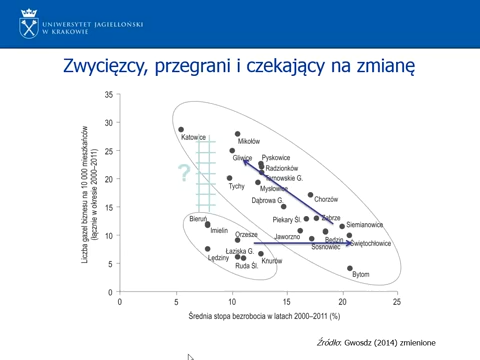 UNIWERSYTET JAGIELLOŃSKI
W KRAKOWIE
Zwycięzcy, przegrani i czekający na zmianę
Liczba gazel biznesu na 10 000 mieszkańców
(łącznie w okresie 2000–2011)
35
30
25
20
15
10
5
0
Katowice
Mikołów
Gliwice
Pyskowice
Radzionków
Tarnowskie G.
Tychy
Mysłowice
Dąbrowa G.
Chorzów
?
Bieruń
Imielin
Piekary Śl.
Zabrze
Siemianowice
Orzesze
Jaworzno
Będzin
Świętochłowice
Sosnowiec
Lędziny
Łaziska G.
Ruda Śl.
Knurów
Bytom
0 5 10 15 20 25
Średnia stopa bezrobocia w latach 2000–2011 (%)
Źródło: Gwosdz (2014) zmienione